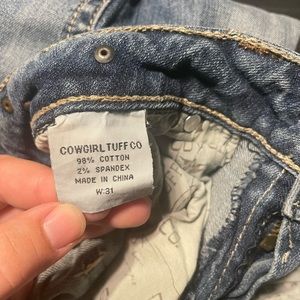 COWGIRL TUFF CO
98% COTTON
2% SPANDEX
MADE IN CHINA
W:31